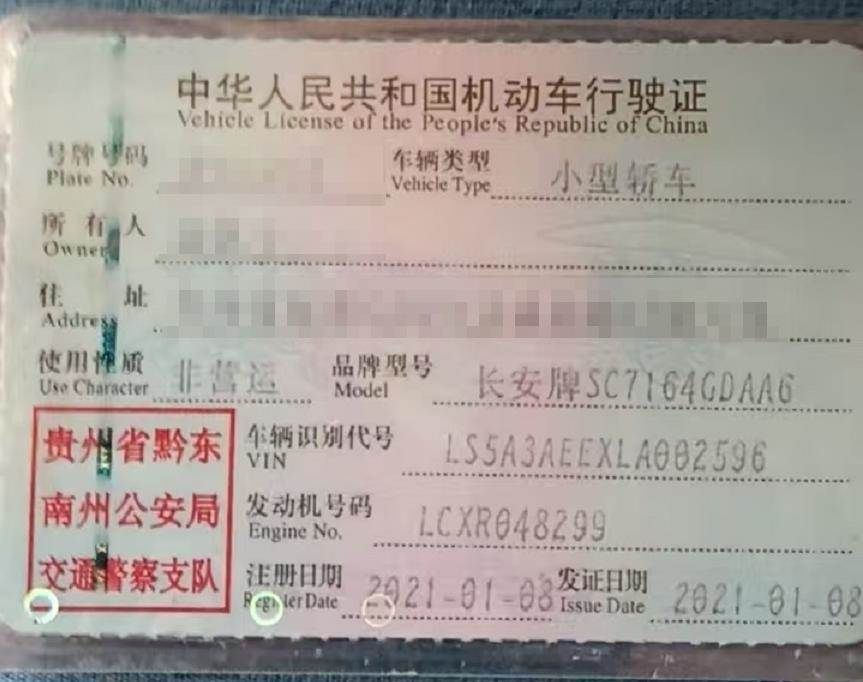 中华人民共和国机动车行驶证
Vehicle License of the People's Republic of China
号牌号码 车辆类型 小型轿车
Plate No. Vehicle Type
所有人
Owner
住址
Address
使用性质 非营运 品牌型号 长安牌SC7164GDAA6
Use Character Model
贵州省黔东 车辆识别代号 LS5A3AEEXLA002596
VIN
南州公安局 发动机号码 LCXR048299
Engine No.
交通警察支队 注册日期 2021-01-08 发证日期 2021-01-08
Register Date Issue Date